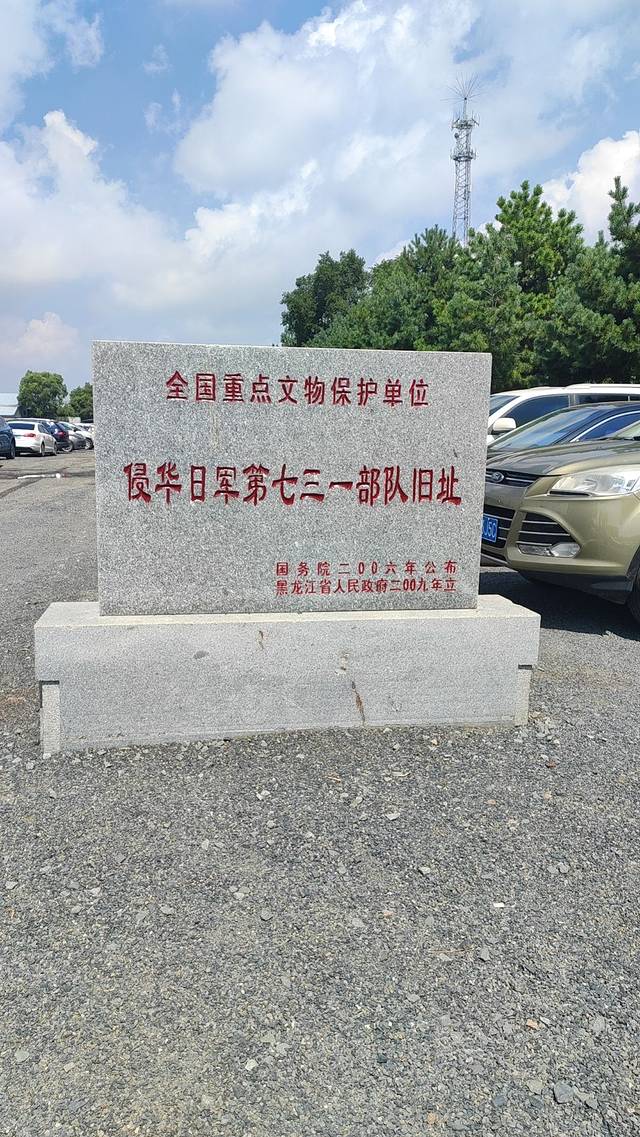 全国重点文物保护单位
侵华日军第七三一部队旧址
国务院二00六年公布
黑龙江省人民政府二00九年立